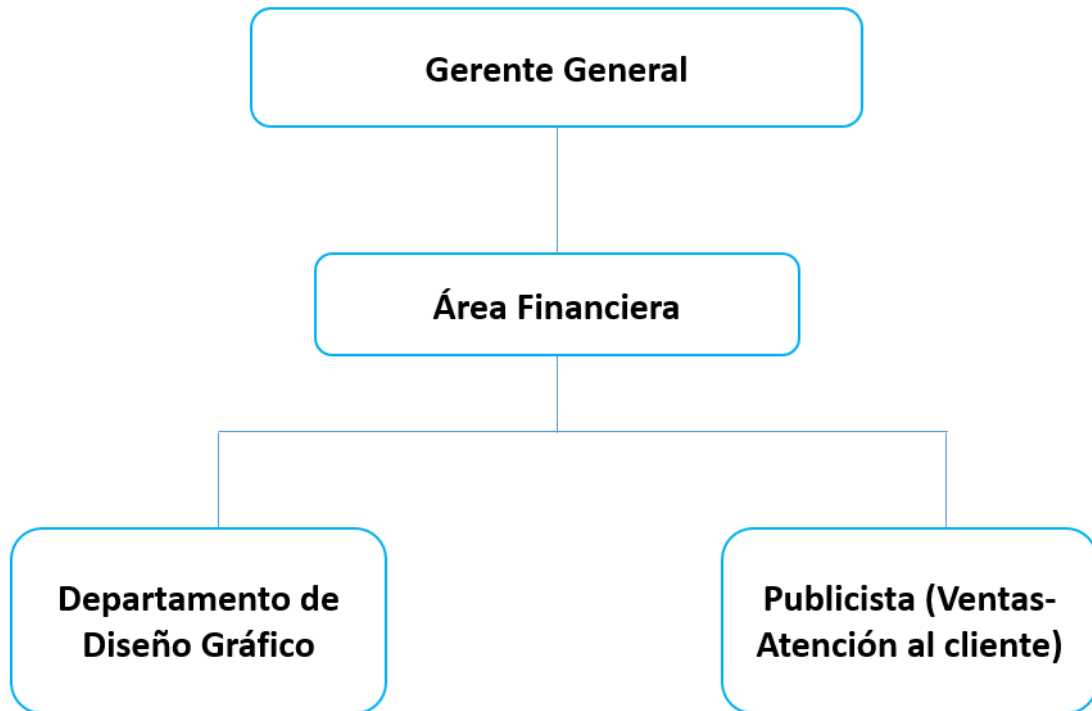 Gerente General
Área Financiera
Departamento de
Diseño Gráfico
Publicista (Ventas-
Atención al cliente)